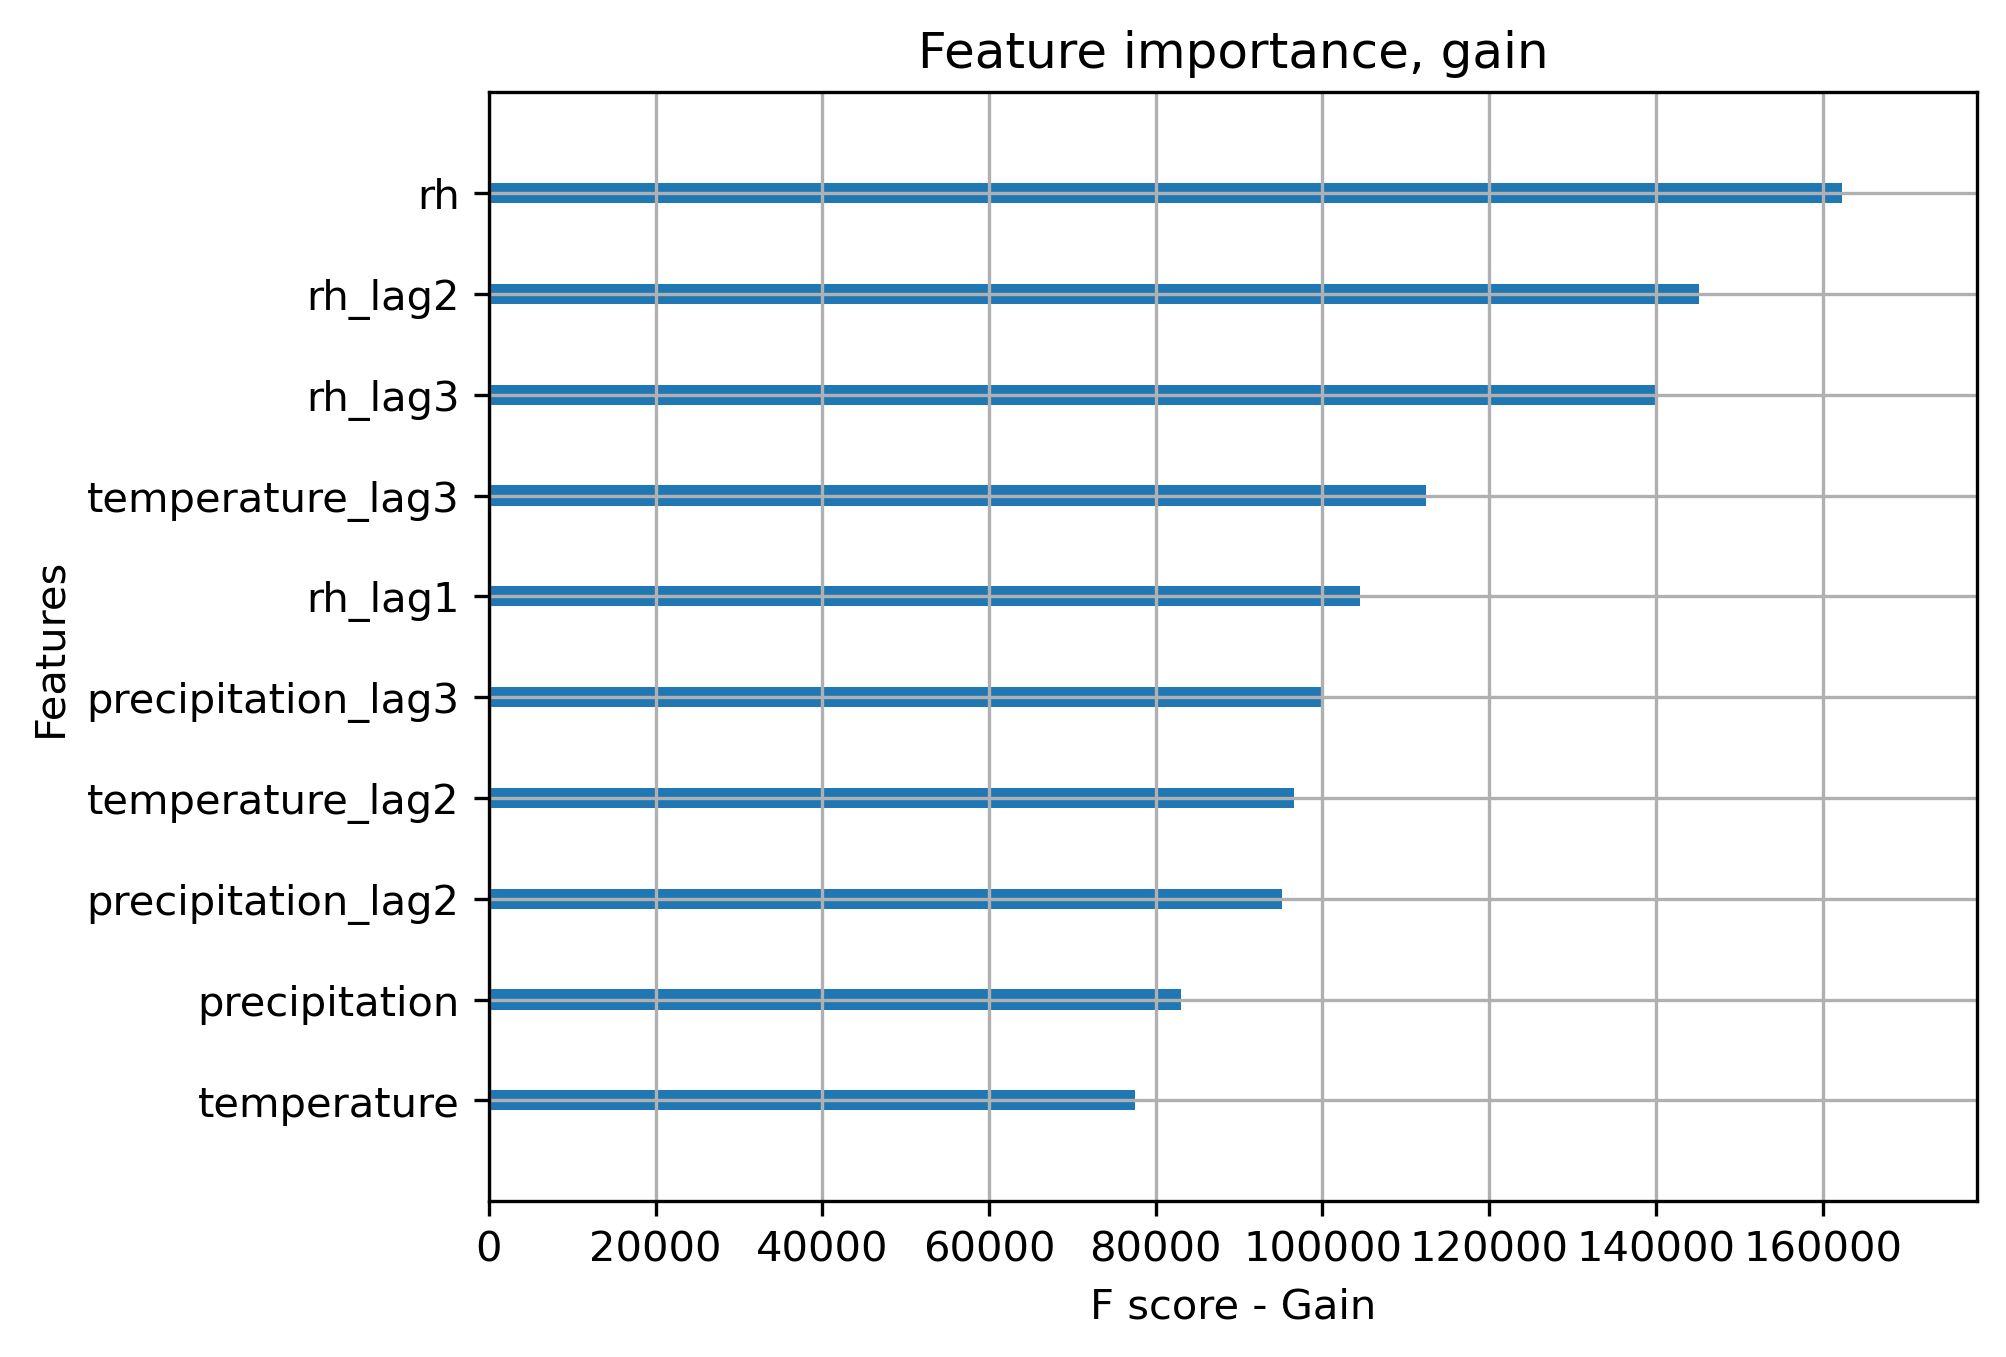 Feature importance, gain
rh
rh_lag2
rh_lag3
temperature_lag3
rh_lag1
precipitation_lag3
temperature_lag2
precipitation_lag2
precipitation
temperature
Features
0 20000 40000 60000 80000 100000 120000 140000 160000
F score - Gain